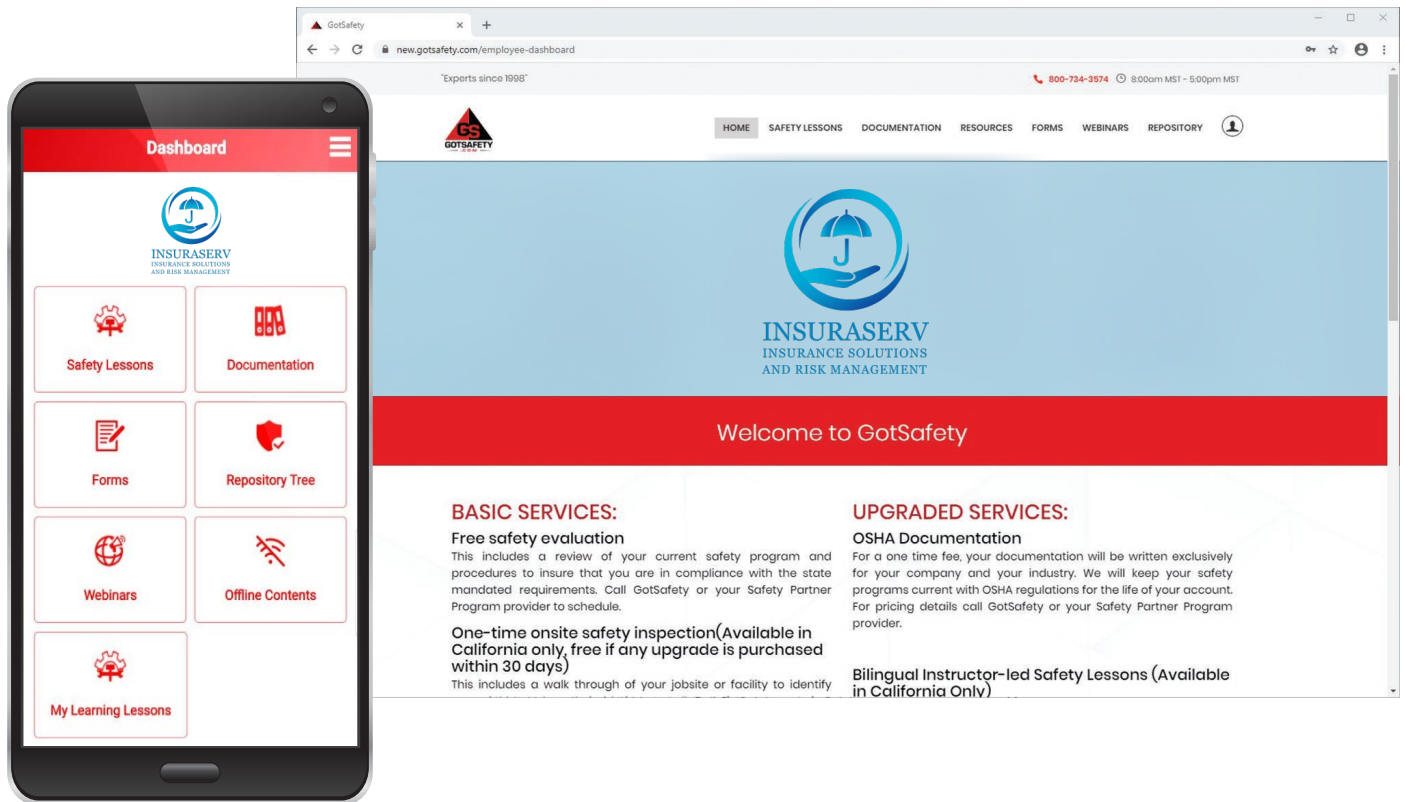 GotSafety
new.gotsafety.com/employee-dashboard
"Experts since 1998"
800-734-3574 8:00am MST - 5:00pm MST
GS
GOTSAFETY
.COM
HOME SAFETY LESSONS DOCUMENTATION RESOURCES FORMS WEBINARS REPOSITORY
INSURASERV
INSURANCE SOLUTIONS
AND RISK MANAGEMENT
Welcome to GotSafety
BASIC SERVICES:
Free safety evaluation
This includes a review of your current safety program and
procedures to insure that you are in compliance with the state
mandated requirements. Call GotSafety or your Safety Partner
Program provider to schedule.
One-time onsite safety inspection(Available in
California only, free if any upgrade is purchased
within 30 days)
This includes a walk through of your jobsite or facility to identify
UPGRADED SERVICES:
OSHA Documentation
For a one time fee, your documentation will be written exclusively
for your company and your industry. We will keep your safety
programs current with OSHA regulations for the life of your account.
For pricing details call GotSafety or your Safety Partner Program
provider.
Bilingual Instructor-led Safety Lessons (Available
in California Only)
Dashboard
INSURASERV
INSURANCE SOLUTIONS
AND RISK MANAGEMENT
Safety Lessons
Documentation
Forms
Repository Tree
Webinars
Offline Contents
My Learning Lessons